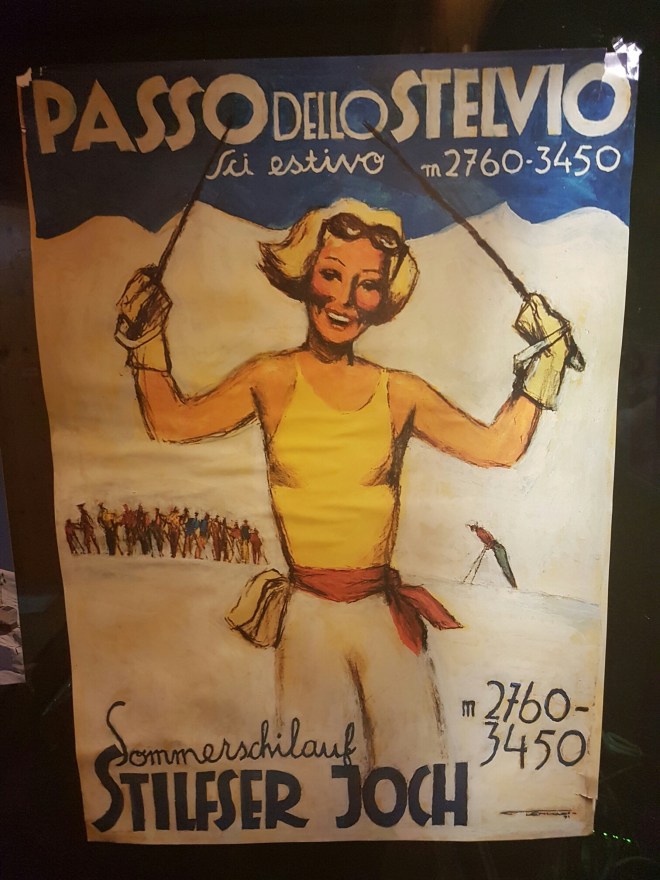 PASSO DELLO STELVIO
Sci estivo m 2760-3450
Sommerschilauf
STILFSER JOCH
m 2760-
3450